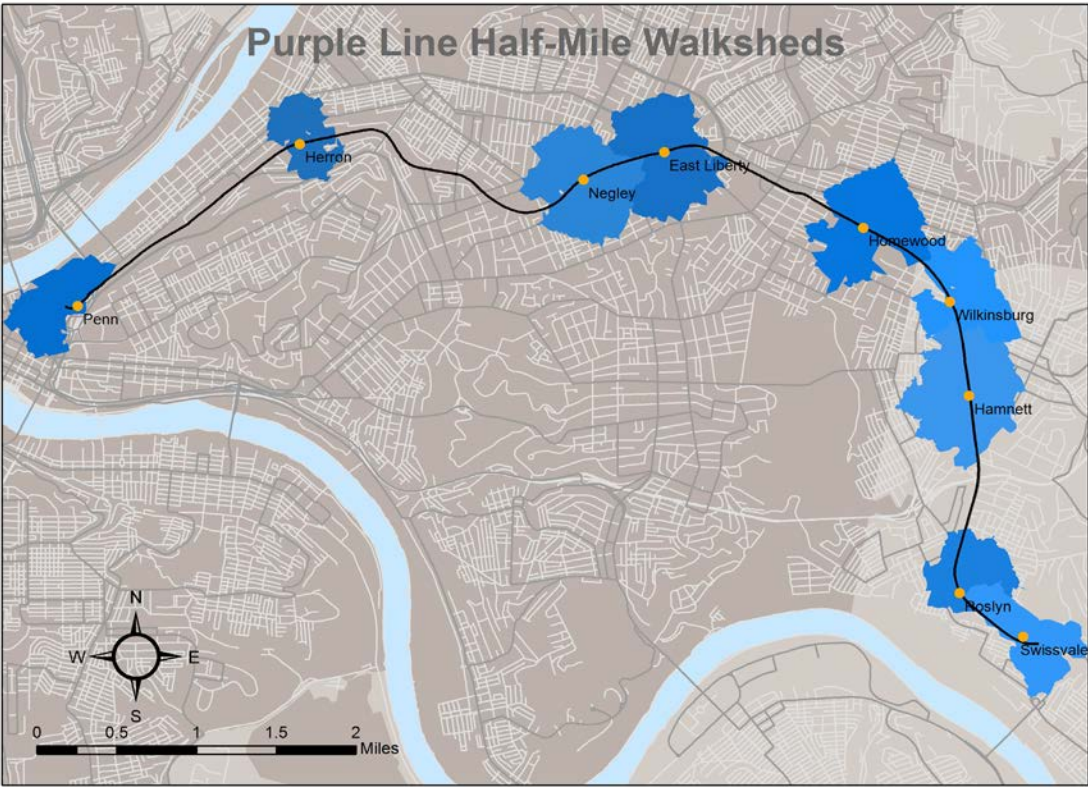 Purple Line Half-Mile Walksheds
Herron
East Liberty
Negley
Homewood
Wilkinsburg
Penn
Hamnett
Roslyn
Swissvale
N
W
E
S
0
0.5
1
1.5
2
Miles